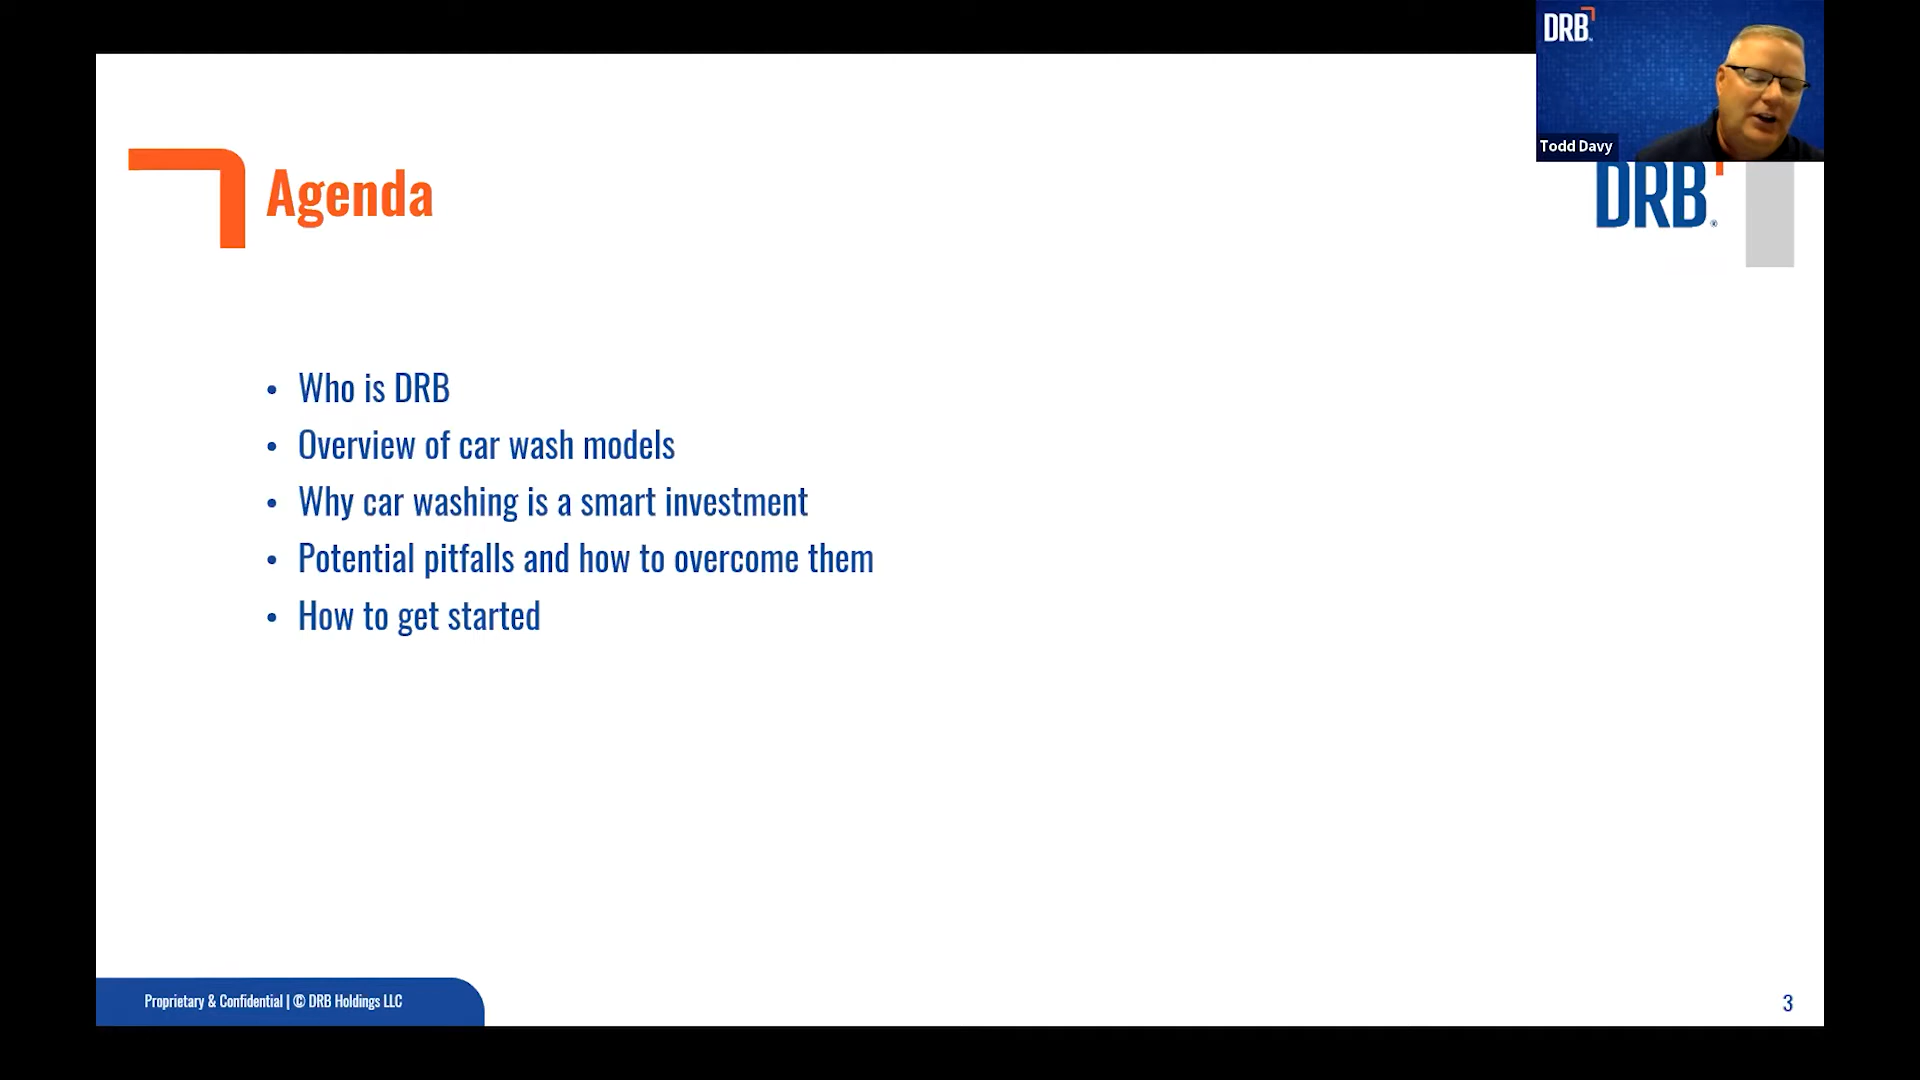 DRB
Todd Davy
Agenda
DRB®
• Who is DRB
• Overview of car wash models
• Why car washing is a smart investment
• Potential pitfalls and how to overcome them
• How to get started
Proprietary & Confidential | © DRB Holdings LLC
3